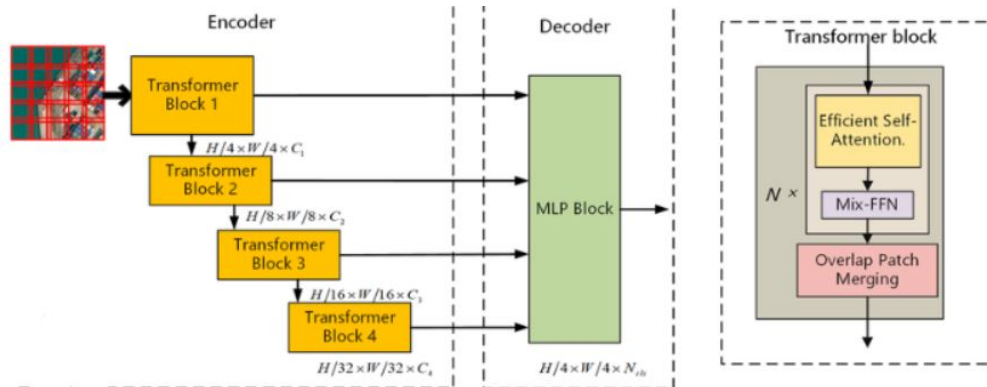 Encoder
Decoder
Transformer block
Transformer
Block 1
H/4×W/4×C₁
Transformer
Block 2
H/8×W/8×C₂
Transformer
Block 3
H/16×W/16×C₃
Transformer
Block 4
H/32×W/32×C₄
MLP Block
H/4×W/4×N
Efficient Self-
Attention.
N ×
Mix-FFN
Overlap Patch
Merging